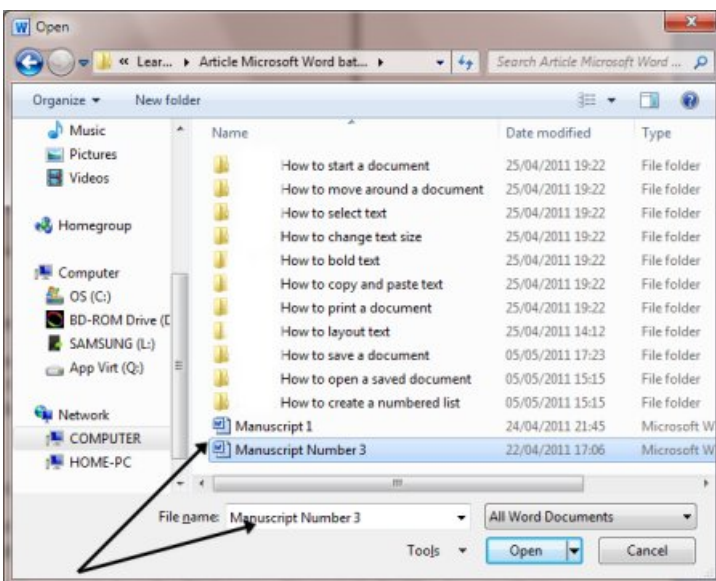 Open
« Lear... Article Microsoft Word bat... Search Article Microsoft Word ...
Organize New folder
Name Date modified Type
Music
Pictures
Videos
Homegroup
Computer
OS (C:)
BD-ROM Drive (D
SAMSUNG (L:)
App Virt (Q:)
Network
COMPUTER
HOME-PC
How to start a document 25/04/2011 19:22 File folder
How to move around a document 25/04/2011 19:22 File folder
How to select text 25/04/2011 19:22 File folder
How to change text size 25/04/2011 19:22 File folder
How to bold text 25/04/2011 19:22 File folder
How to copy and paste text 25/04/2011 19:22 File folder
How to print a document 25/04/2011 19:22 File folder
How to layout text 25/04/2011 14:12 File folder
How to save a document 05/05/2011 17:23 File folder
How to open a saved document 05/05/2011 15:15 File folder
How to create a numbered list 05/05/2011 15:15 File folder
Manuscript 1 24/04/2011 21:45 Microsoft W
Manuscript Number 3 22/04/2011 17:06 Microsoft W
File name: Manuscript Number 3 All Word Documents
Tools Open Cancel